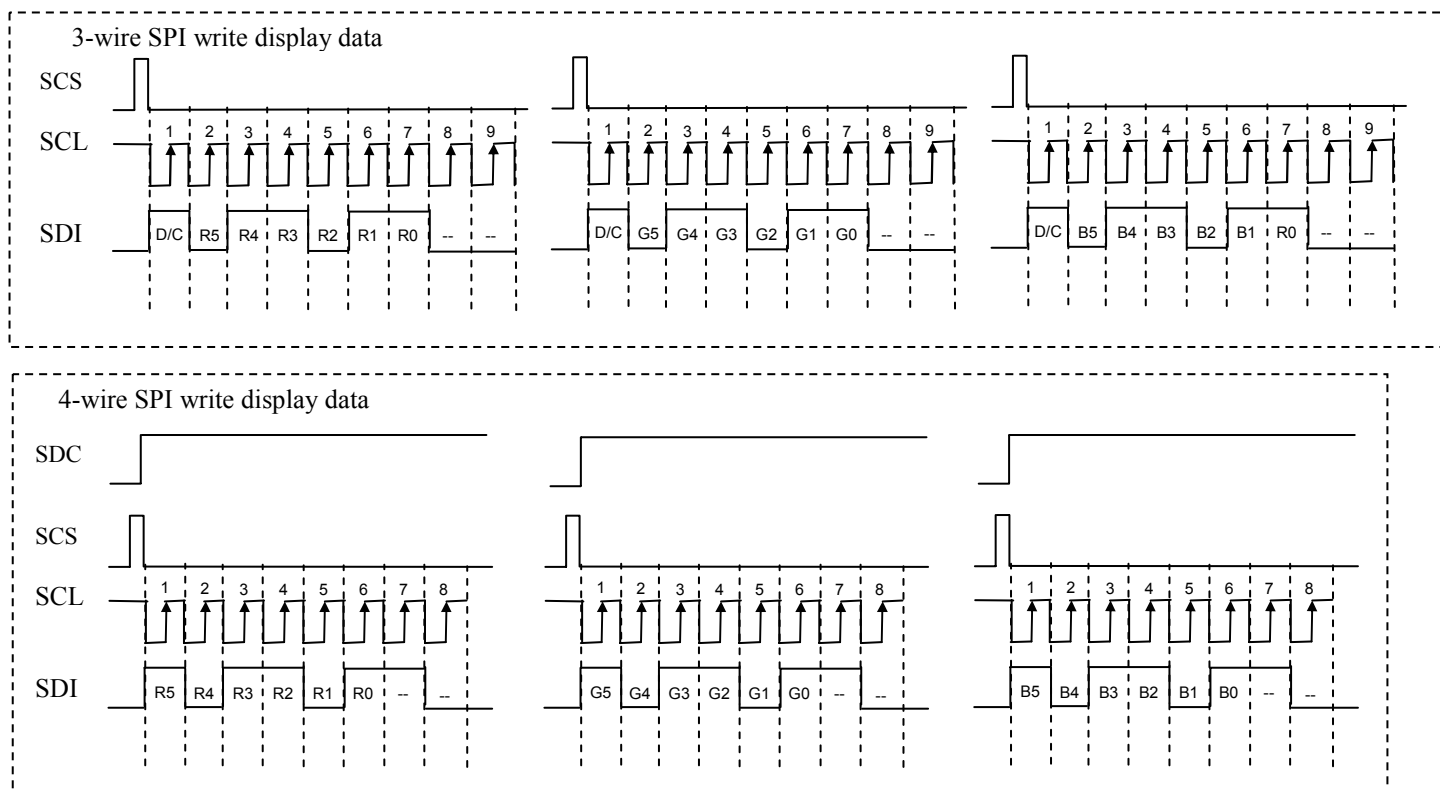 3-wire SPI write display data
SCS
SCL
1 2 3 4 5 6 7 8 9
1 2 3 4 5 6 7 8 9
1 2 3 4 5 6 7 8 9
SDI
D/C R5 R4 R3 R2 R1 R0 -- --
D/C G5 G4 G3 G2 G1 G0 -- --
D/C B5 B4 B3 B2 B1 R0 -- --
4-wire SPI write display data
SDC
SCS
SCL
1 2 3 4 5 6 7 8
1 2 3 4 5 6 7 8
1 2 3 4 5 6 7 8
SDI
R5 R4 R3 R2 R1 R0 -- --
G5 G4 G3 G2 G1 G0 -- --
B5 B4 B3 B2 B1 B0 -- --